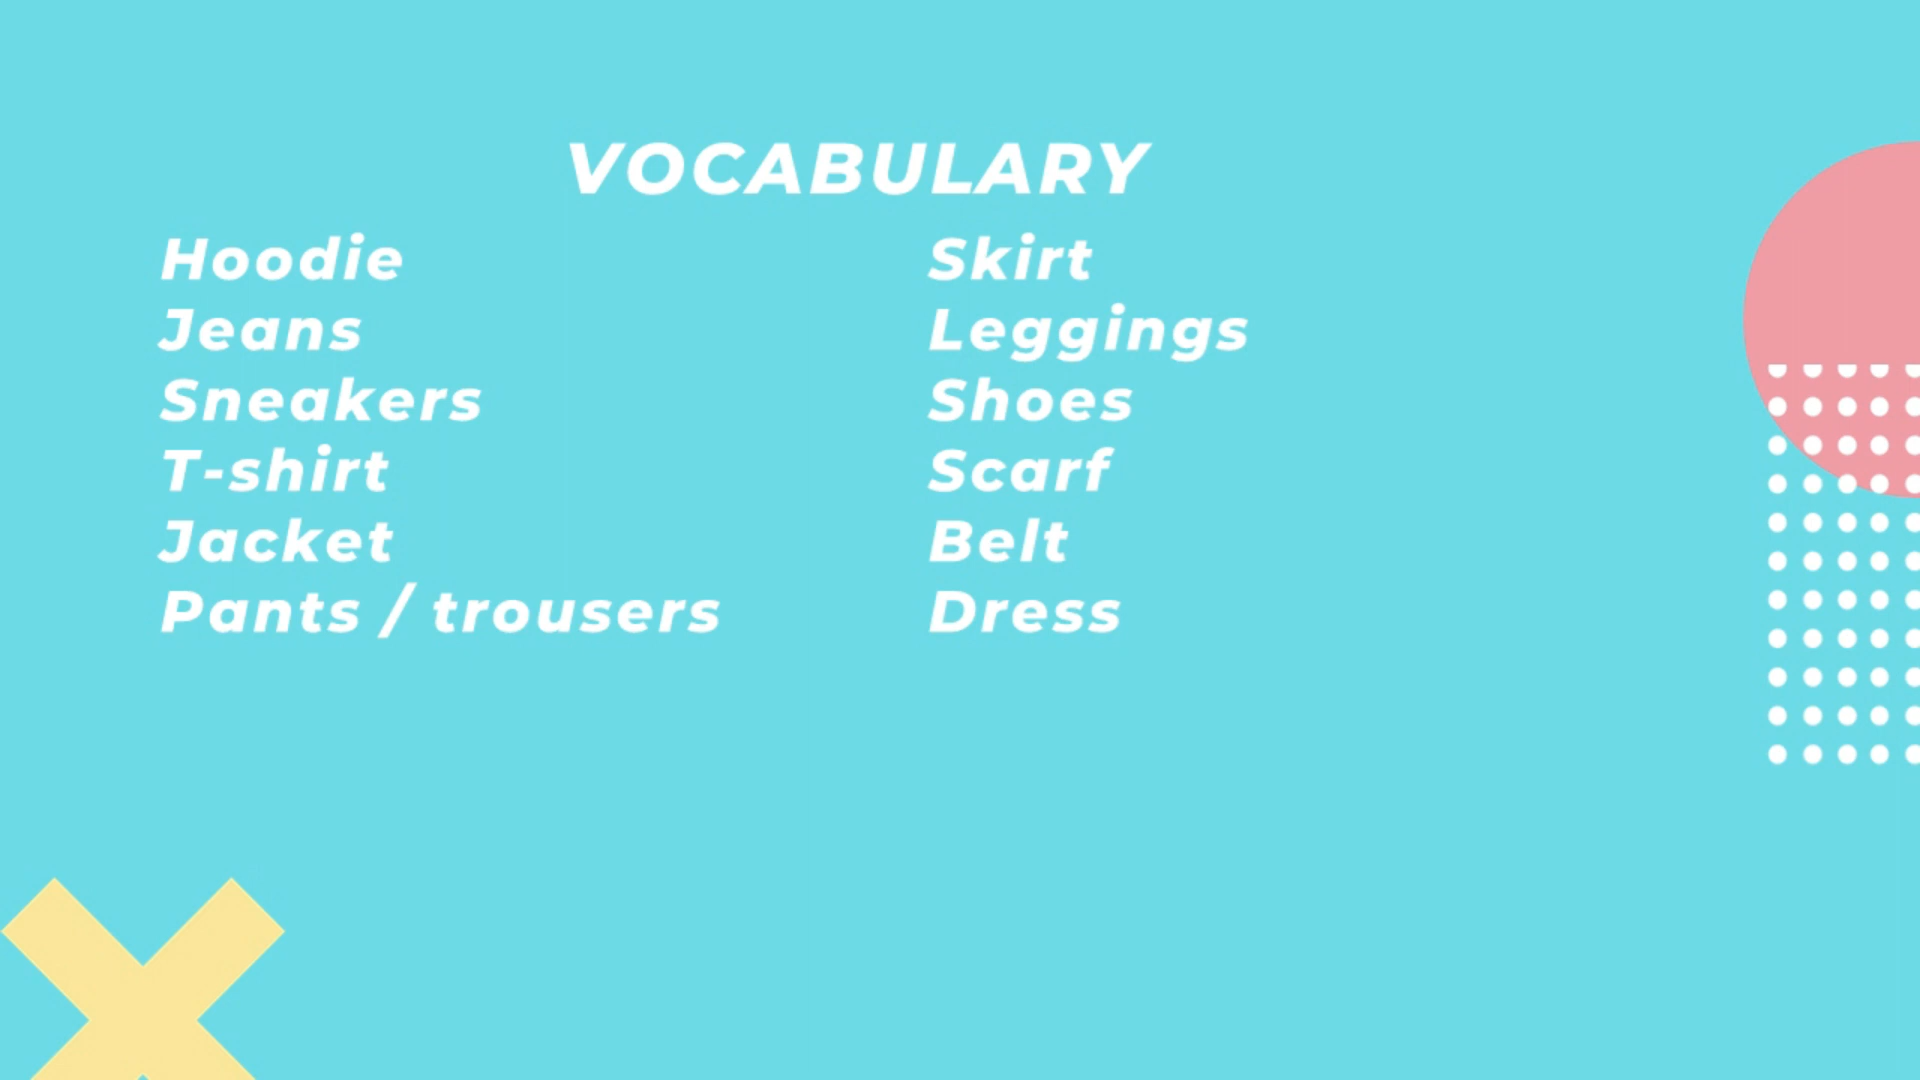 VOCABULARY
Hoodie
Jeans
Sneakers
T-shirt
Jacket
Pants / trousers
Skirt
Leggings
Shoes
Scarf
Belt
Dress